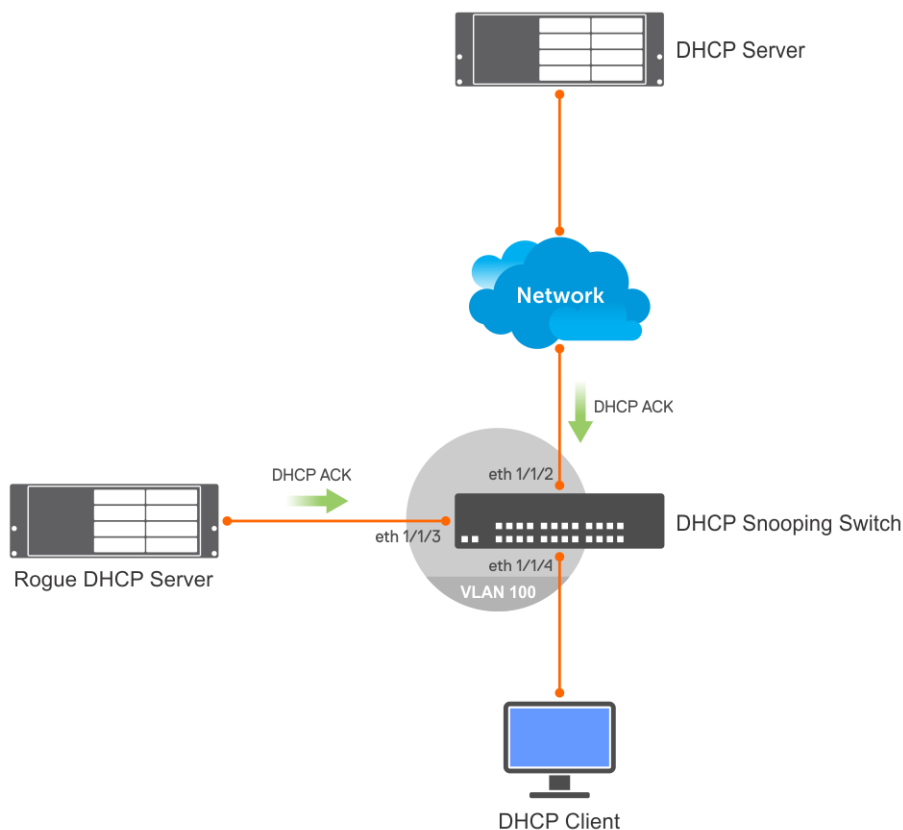 DHCP Server
Network
DHCP ACK
eth 1/1/2
DHCP ACK
eth 1/1/3
DHCP Snooping Switch
Rogue DHCP Server
eth 1/1/4
VLAN 100
DHCP Client